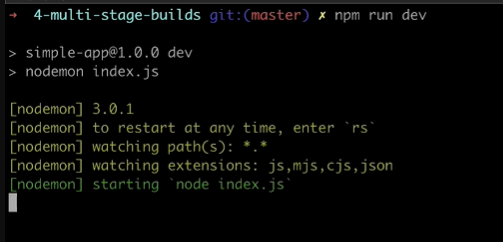 → 4-multi-stage-builds git:(master) ✗ npm run dev
> simple-app@1.0.0 dev
> nodemon index.js
[nodemon] 3.0.1
[nodemon] to restart at any time, enter `rs`
[nodemon] watching path(s): *.*
[nodemon] watching extensions: js,mjs,cjs,json
[nodemon] starting `node index.js`